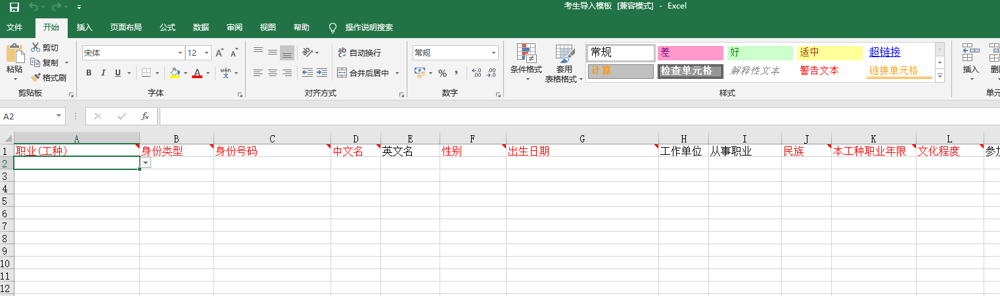 考生导入模板 [兼容模式] - Excel
文件 开始 插入 页面布局 公式 数据 审阅 视图 帮助 操作说明搜索
粘贴 剪切 复制 格式刷 剪贴板
宋体 12 A A B I U A wén 字体
ab 自动换行 合并后居中 对齐方式
常规 % , .00 .00 数字
条件格式 套用 表格格式
常规 差 好 适中 超链接
计算 检查单元格 解释性文本 警告文本 链接单元格
样式
插入
A2 fx
A B C D E F G H I J K L
1 职业(工种) 身份类型 身份号码 中文名 英文名 性别 出生日期 工作单位 从事职业 民族 本工种职业年限 文化程度
2
3
4
5
6
7
8
9
10
11
12